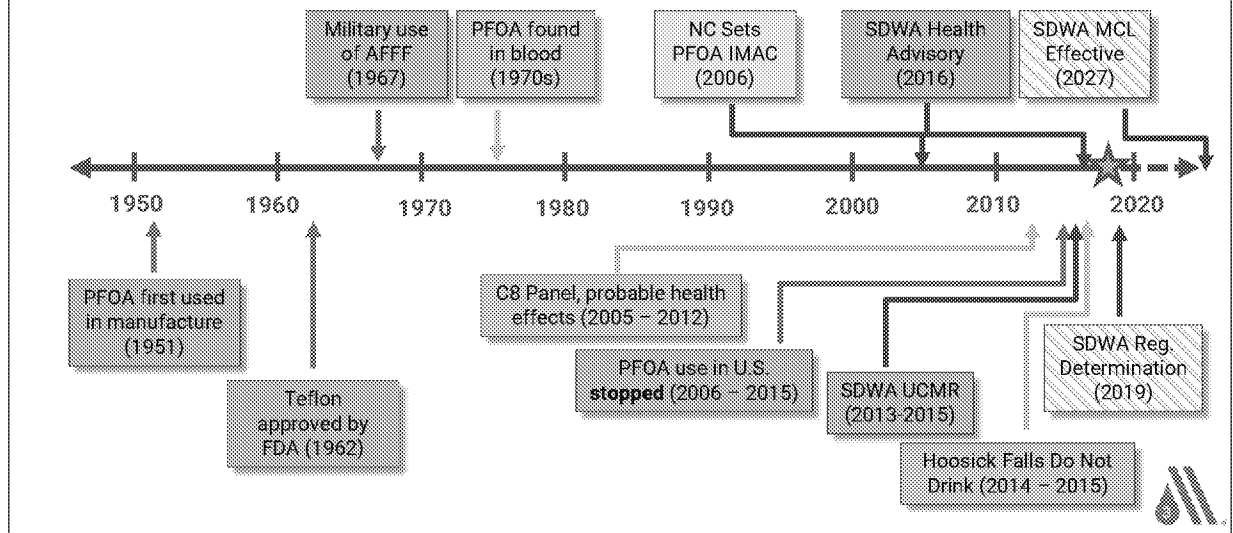 Military use
of AFFF
(1967)
PFOA found
in blood
(1970s)
NC Sets
PFOA IMAC
(2006)
SDWA Health
Advisory
(2016)
SDWA MCL
Effective
(2027)
1950
1960
1970
1980
1990
2000
2010
2020
PFOA first used
in manufacture
(1951)
Teflon
approved by
FDA (1962)
C8 Panel, probable health
effects (2005 – 2012)
PFOA use in U.S.
stopped (2006 – 2015)
SDWA UCMR
(2013-2015)
Hoosick Falls Do Not
Drink (2014 – 2015)
SDWA Reg.
Determination
(2019)